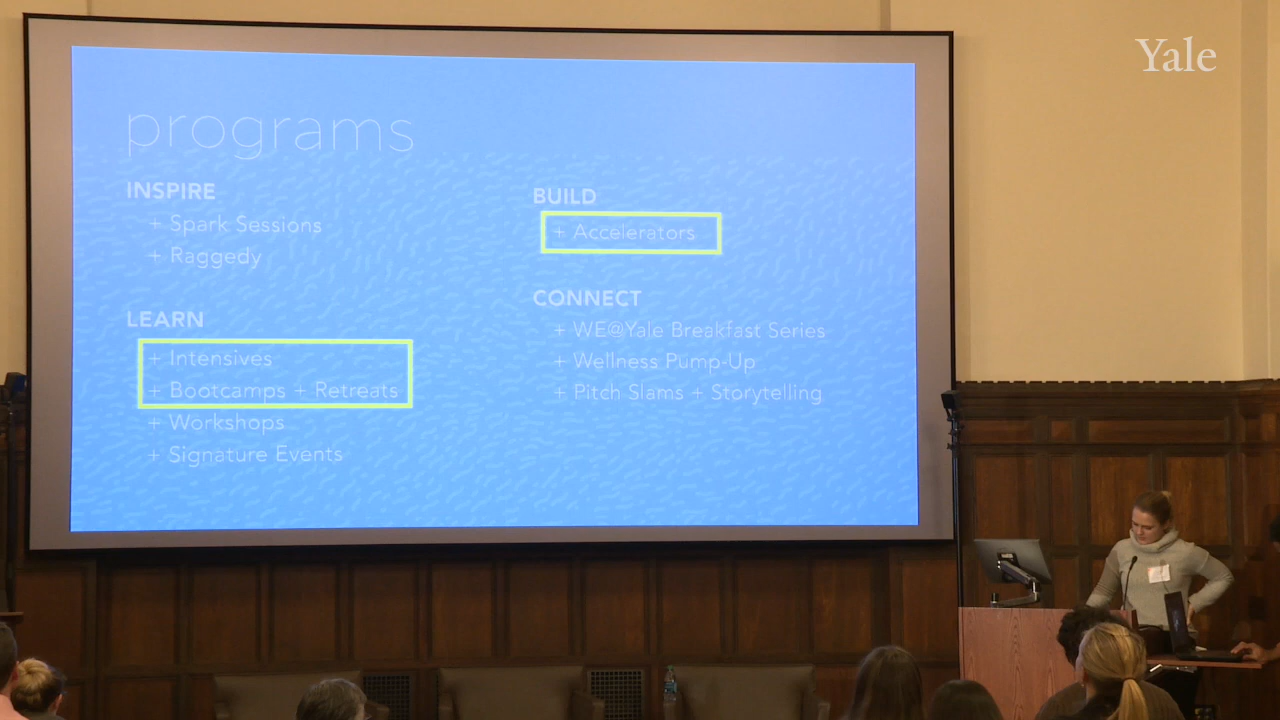 Yale
programs
INSPIRE
+ Spark Sessions
+ Raggedy
LEARN
+ Intensives
+ Bootcamps + Retreats
+ Workshops
+ Signature Events
BUILD
+ Accelerators
CONNECT
+ WE@Yale Breakfast Series
+ Wellness Pump-Up
+ Pitch Slams + Storytelling